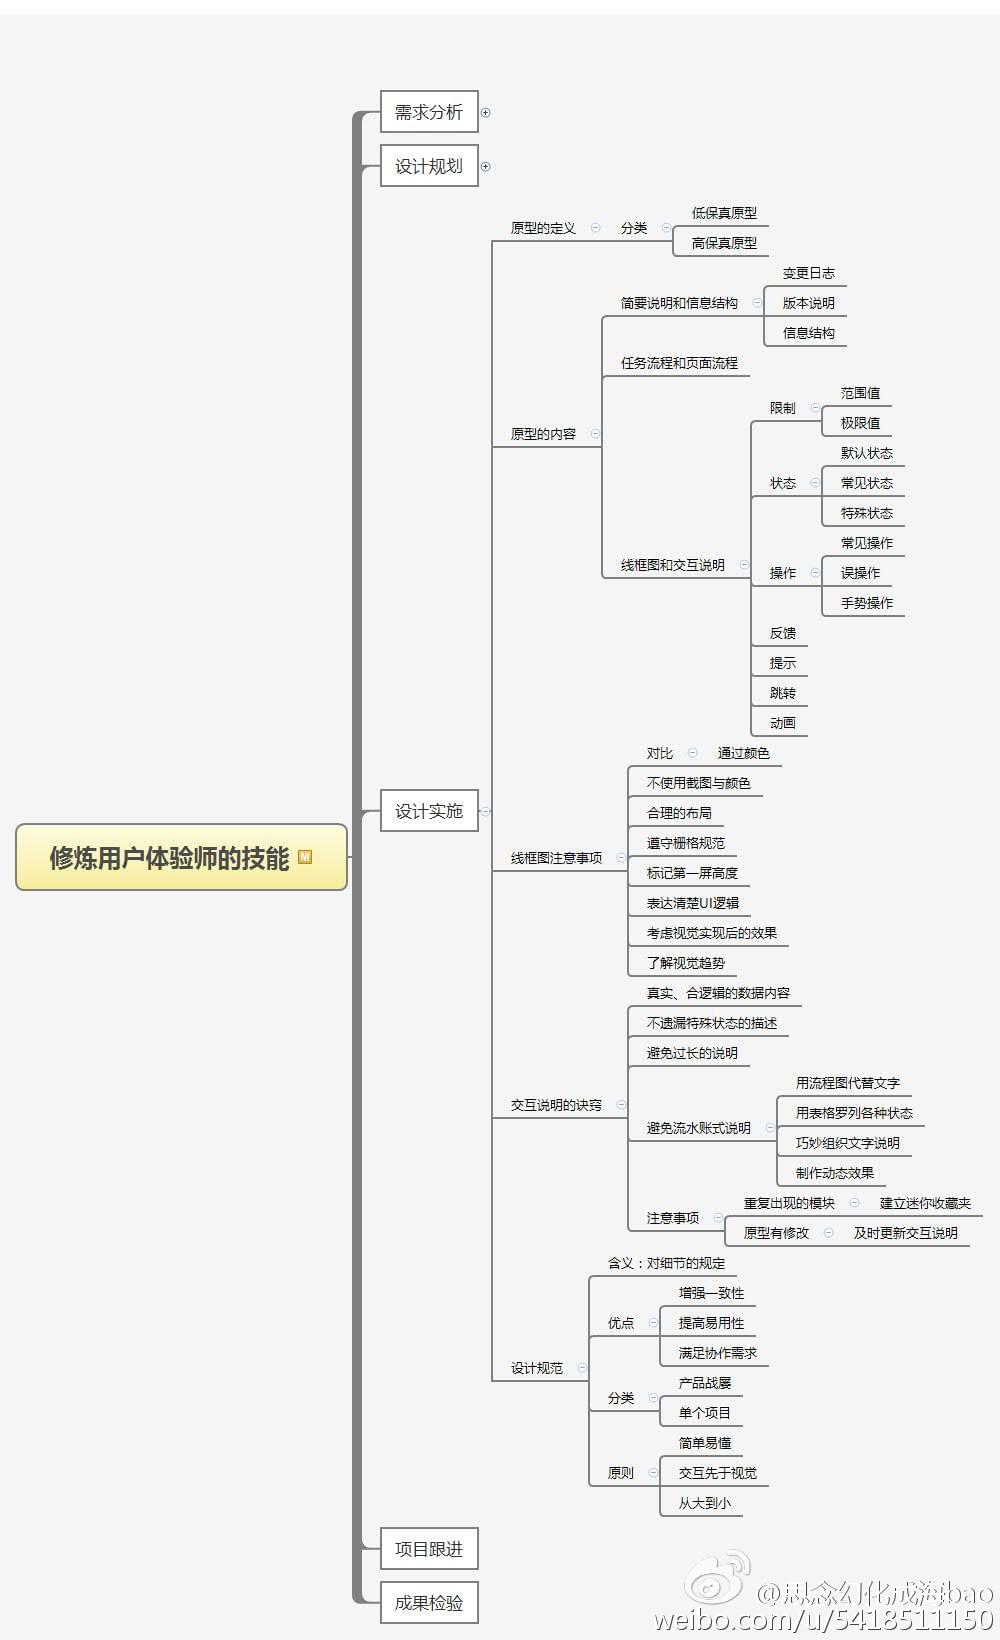 需求分析
设计规划
原型的定义
分类
低保真原型
高保真原型
原型的内容
简要说明和信息结构
变更日志
版本说明
信息结构
任务流程和页面流程
线框图和交互说明
限制
范围值
极限值
状态
默认状态
常见状态
特殊状态
操作
常见操作
误操作
手势操作
反馈
提示
跳转
动画
修炼用户体验师的技能
M
设计实施
线框图注意事项
对比
通过颜色
不使用截图与颜色
合理的布局
遵守栅格规范
标记第一屏高度
表达清楚UI逻辑
考虑视觉实现后的效果
了解视觉趋势
交互说明的诀窍
真实、合逻辑的数据内容
不遗漏特殊状态的描述
避免过长的说明
避免流水账式说明
用流程图代替文字
用表格罗列各种状态
巧妙组织文字说明
制作动态效果
注意事项
重复出现的模块
建立迷你收藏夹
原型有修改
及时更新交互说明
设计规范
含义：对细节的规定
优点
增强一致性
提高易用性
满足协作需求
分类
产品战屡
单个项目
原则
简单易懂
交互先于视觉
从大到小
项目跟进
成果检验
@思念幻化成海bao
weibo.com/u/5418511150